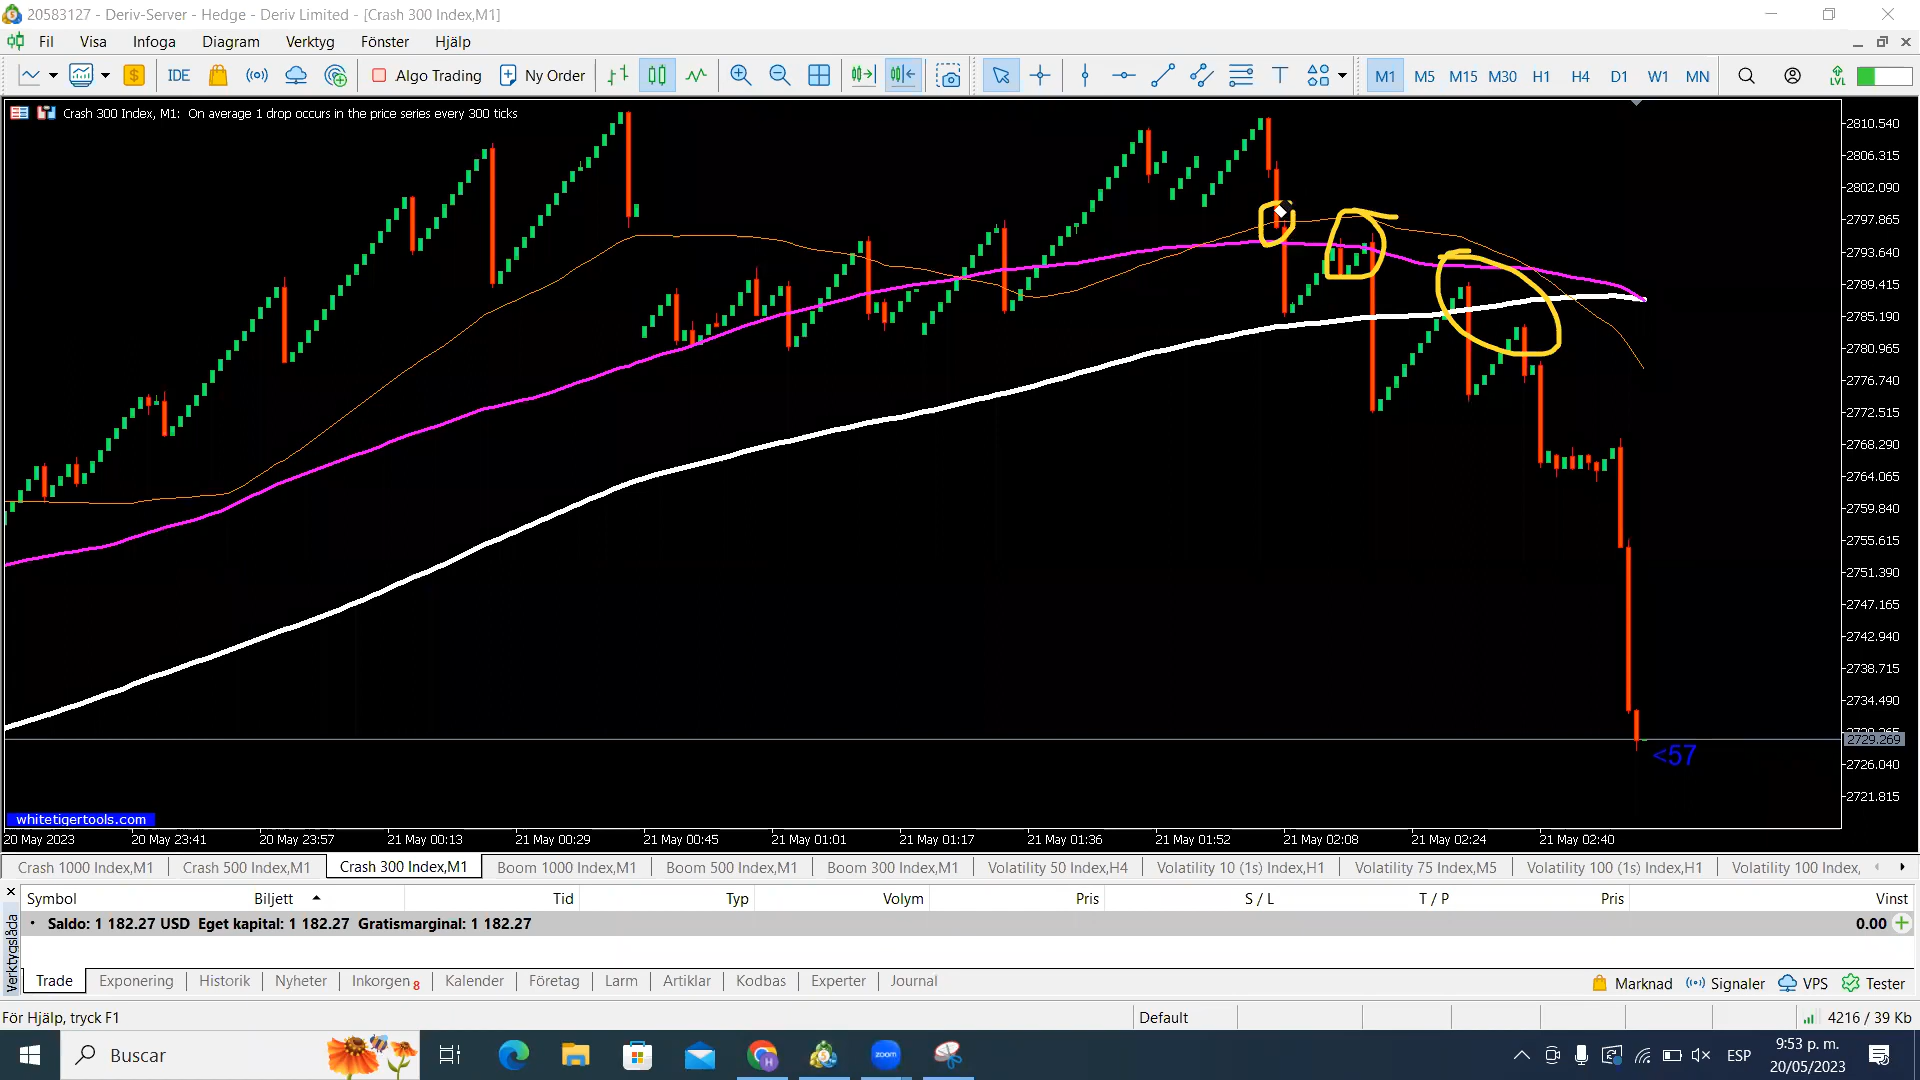 20583127 - Deriv-Server - Hedge - Deriv Limited - [Crash 300 Index,M1]
Fil Visa Infoga Diagram Verktyg Fönster Hjälp
IDE Algo Trading Ny Order M1 M5 M15 M30 H1 H4 D1 W1 MN LVL
Crash 300 Index, M1: On average 1 drop occurs in the price series every 300 ticks
2810.540
2806.315
2802.090
2797.865
2793.640
2789.415
2785.190
2780.965
2776.740
2772.515
2768.290
2764.065
2759.840
2755.615
2751.390
2747.165
2742.940
2738.715
2734.490
2729.269
<57
2726.040
2721.815
whitetigertools.com
20 May 2023 20 May 23:41 20 May 23:57 21 May 00:13 21 May 00:29 21 May 00:45 21 May 01:01 21 May 01:17 21 May 01:36 21 May 01:52 21 May 02:08 21 May 02:24 21 May 02:40
Crash 1000 Index,M1 Crash 500 Index,M1 Crash 300 Index,M1 Boom 1000 Index,M1 Boom 500 Index,M1 Boom 300 Index,M1 Volatility 50 Index,H4 Volatility 10 (1s) Index,H1 Volatility 75 Index,M5 Volatility 100 (1s) Index,H1 Volatility 100 Index,
Symbol Biljett Tid Typ Volym Pris S / L T / P Pris Vinst
Saldo: 1 182.27 USD Eget kapital: 1 182.27 Gratismarginal: 1 182.27 0.00
Verktygslåda
Trade Exponering Historik Nyheter Inkorgen 8 Kalender Företag Larm Artiklar Kodbas Experter Journal Marknad Signaler VPS Tester
För Hjälp, tryck F1 Default 4216 / 39 Kb
Buscar zoom ESP 9:53 p. m.
20/05/2023